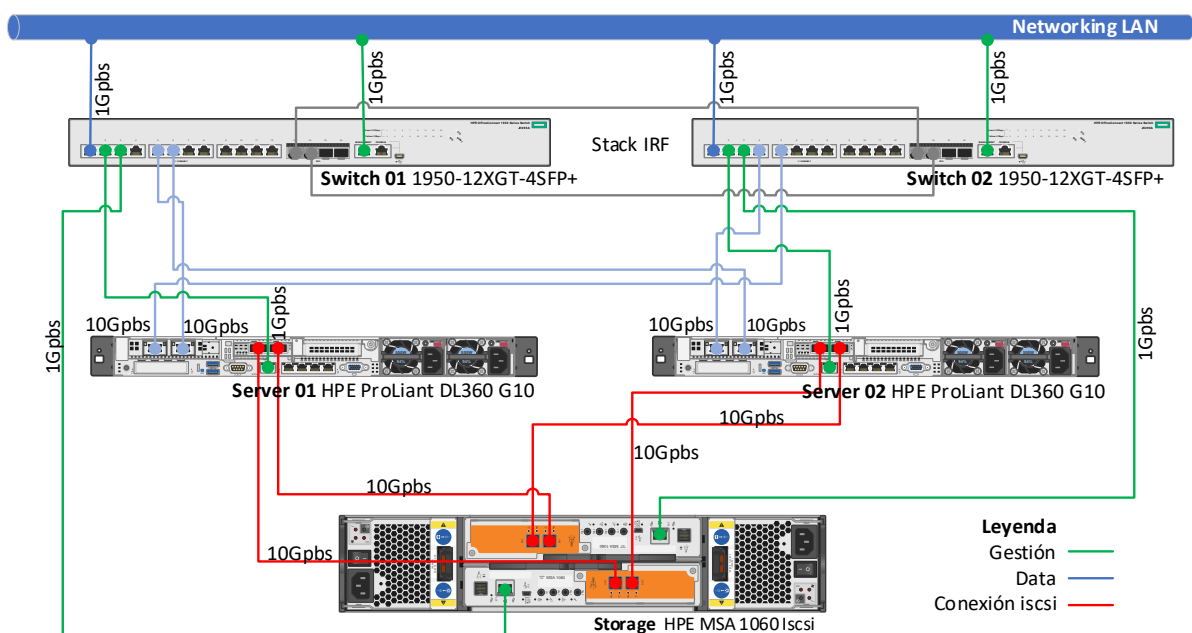 Networking LAN
1Gpbs
1Gpbs
1Gpbs
1Gpbs
Stack IRF
Switch 01 1950-12XGT-4SFP+
Switch 02 1950-12XGT-4SFP+
10Gpbs
10Gpbs
1Gpbs
10Gpbs
10Gpbs
1Gpbs
1Gpbs
1Gpbs
Server 01 HPE ProLiant DL360 G10
Server 02 HPE ProLiant DL360 G10
10Gpbs
10Gpbs
10Gpbs
10Gpbs
Leyenda
Gestión
Data
Conexión iscsi
MSA 1060
Storage HPE MSA 1060 Iscsi